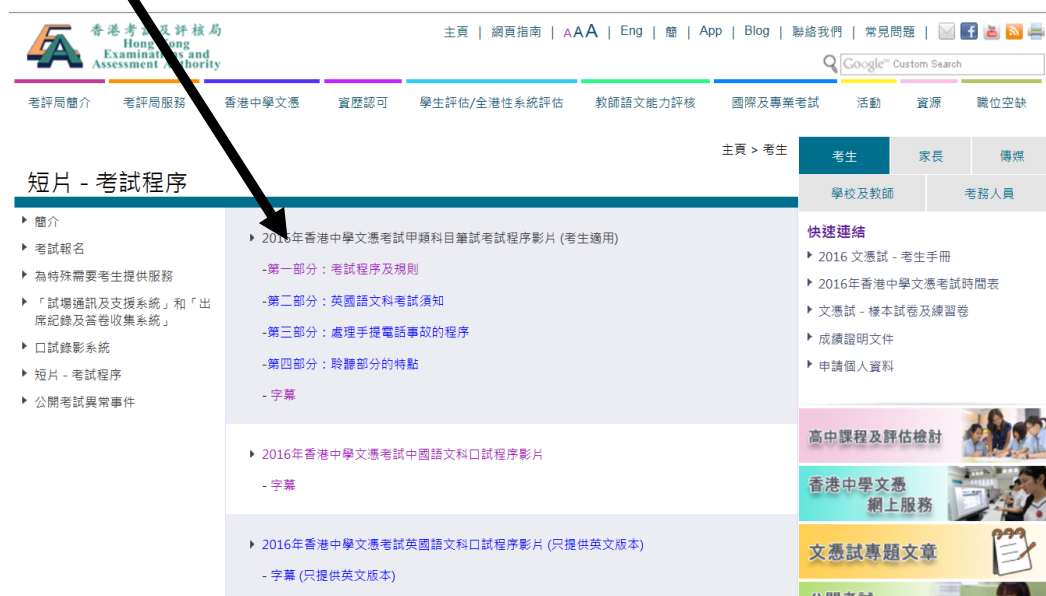 香港考試及評核局
Hong Kong
Examinations and
Assessment Authority
主頁 | 網頁指南 | AAA | Eng | 簡 | App | Blog | 聯絡我們 | 常見問題 |
Google™ Custom Search
考評局簡介 考評局服務 香港中學文憑 資歷認可 學生評估/全港性系統評估 教師語文能力評核 國際及專業考試 活動 資源 職位空缺
主頁 > 考生
短片 - 考試程序
簡介
考試報名
為特殊需要考生提供服務
「試場通訊及支援系統」和「出
席紀錄及答卷收集系統」
口試錄影系統
短片 - 考試程序
公開考試異常事件
2016年香港中學文憑考試甲類科目筆試考試程序影片 (考生適用)
-第一部分：考試程序及規則
-第二部分：英國語文科考試須知
-第三部分：處理手提電話事故的程序
-第四部分：聆聽部分的特點
- 字幕
2016年香港中學文憑考試中國語文科口試程序影片
- 字幕
2016年香港中學文憑考試英國語文科口試程序影片 (只提供英文版本)
- 字幕 (只提供英文版本)
考生 家長 傳媒
學校及教師 考務人員
快速連結
2016 文憑試 - 考生手冊
2016年香港中學文憑考試時間表
文憑試 - 樣本試卷及練習卷
成績證明文件
申請個人資料
高中課程及評估檢討
香港中學文憑
網上服務
文憑試專題文章